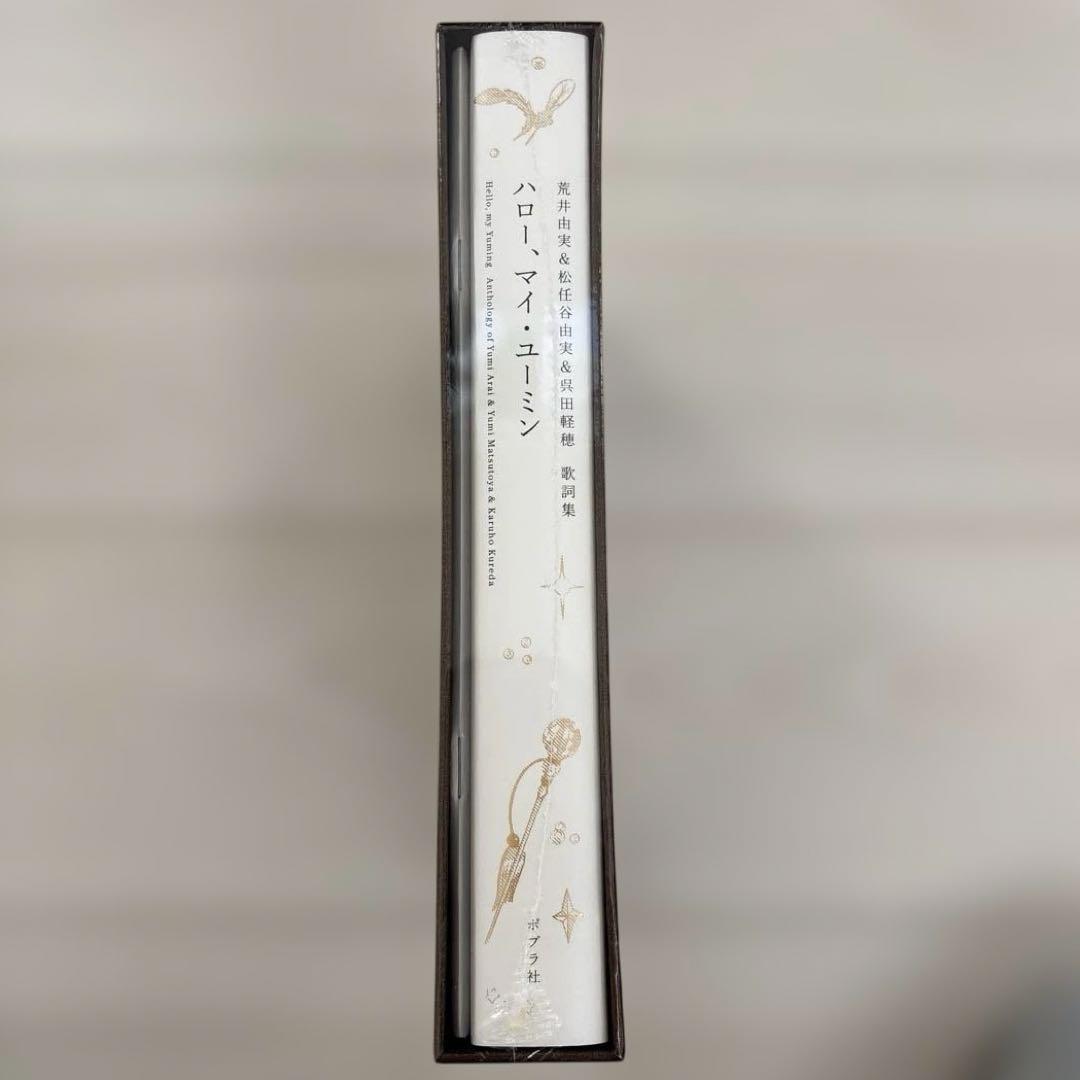 荒井由実&松任谷由実&呉田軽穂 歌詞集
ハロー、マイ・ユーミン
Hello, my Yuming Anthology of Yumi Arai & Yumi Matsutoya & Karuho Kureda
ポプラ社